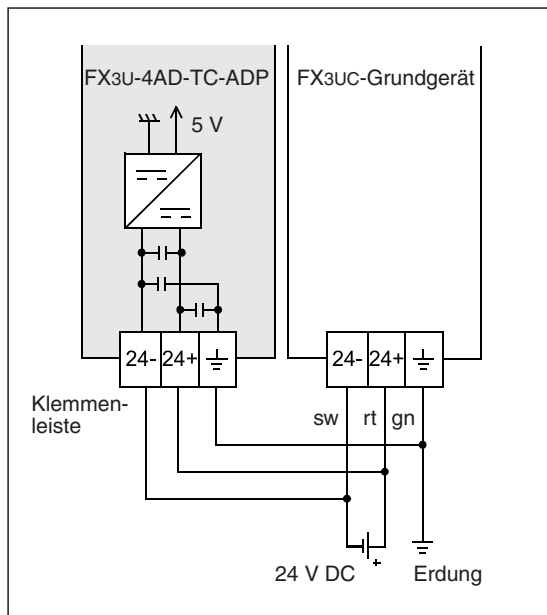 FX3U-4AD-TC-ADP
FX3UC-Grundgerät
5 V
24- 24+
24- 24+
Klemmen-
leiste
sw rt gn
24 V DC
+
Erdung